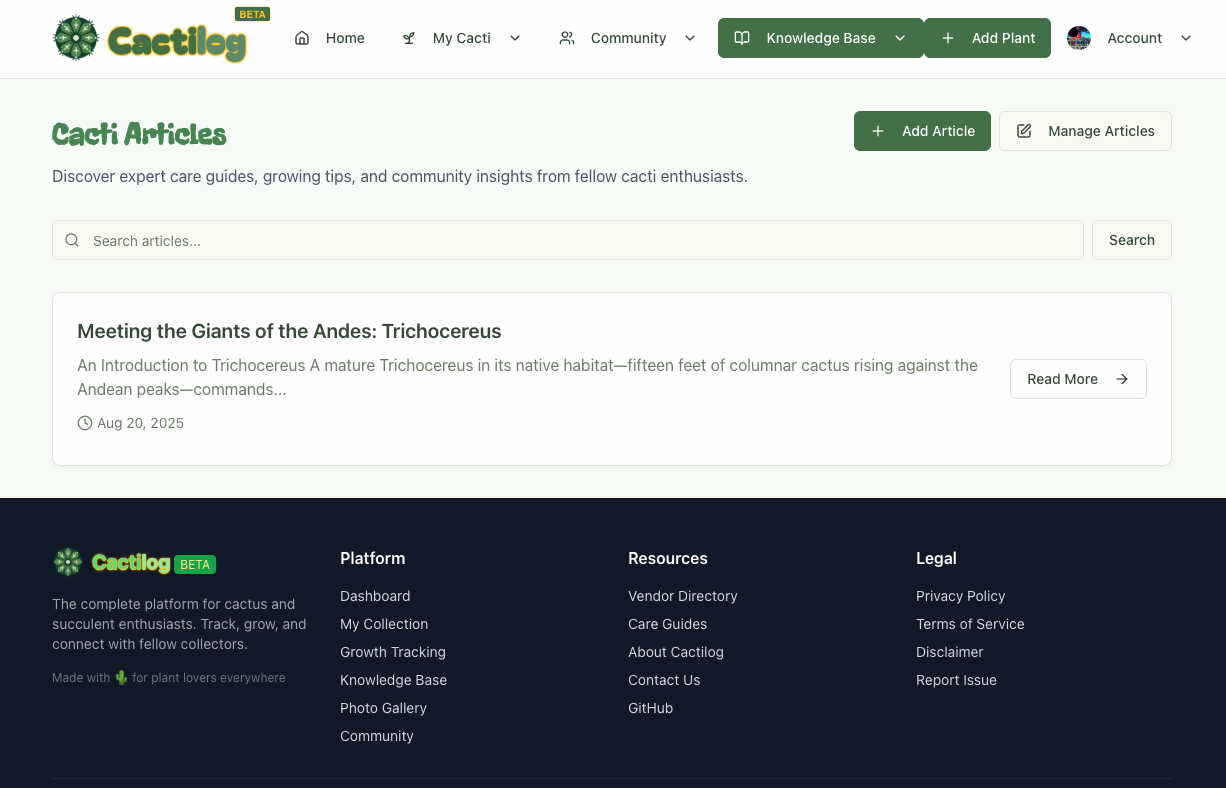 Cactilog BETA
Home
My Cacti
Community
Knowledge Base
Add Plant
Account
Cacti Articles
Add Article
Manage Articles
Discover expert care guides, growing tips, and community insights from fellow cacti enthusiasts.
Search articles...
Search
Meeting the Giants of the Andes: Trichocereus
An Introduction to Trichocereus A mature Trichocereus in its native habitat—fifteen feet of columnar cactus rising against the
Andean peaks—commands...
Read More
Aug 20, 2025
Cactilog BETA
The complete platform for cactus and
succulent enthusiasts. Track, grow, and
connect with fellow collectors.
Made with 🌵 for plant lovers everywhere
Platform
Dashboard
My Collection
Growth Tracking
Knowledge Base
Photo Gallery
Community
Resources
Vendor Directory
Care Guides
About Cactilog
Contact Us
GitHub
Legal
Privacy Policy
Terms of Service
Disclaimer
Report Issue